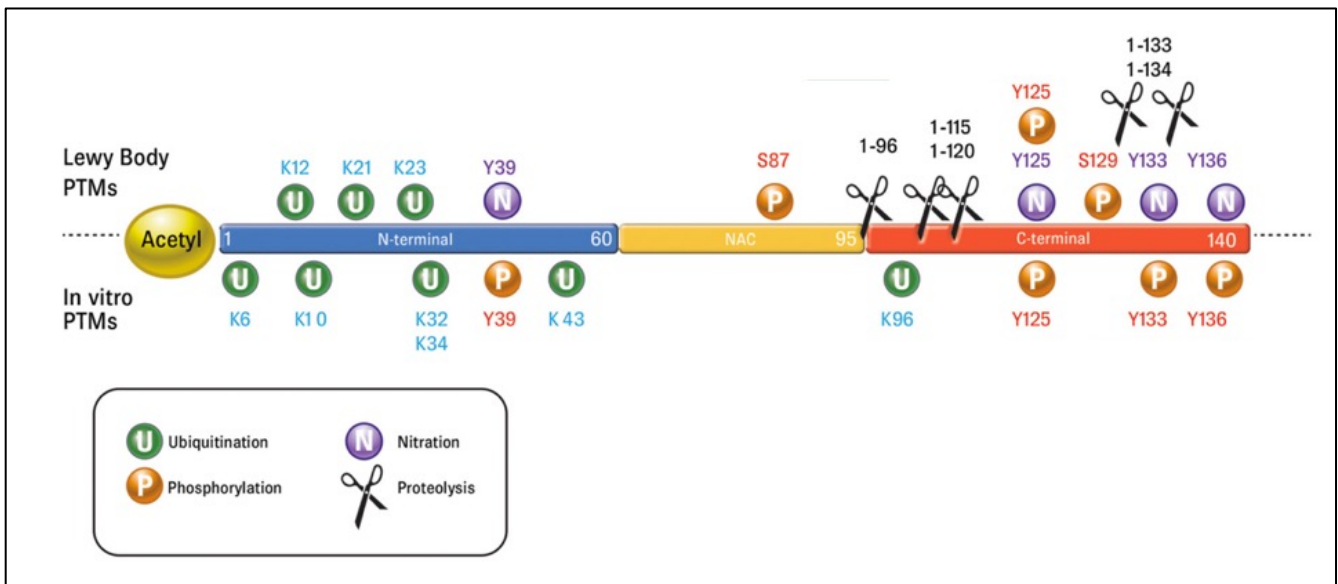 1-133
1-134
Y125
P
1-115
1-120
1-96
Lewy Body
PTMs
K12 K21 K23 Y39 S87 Y125 S129 Y133 Y136
U U U N P N P N N
Acetyl 1 N-terminal 60 NAC 95 C-terminal 140
U U U P U U P P P
In vitro
PTMs
K6 K1 0 K32 Y39 K 43 K96 Y125 Y133 Y136
K34
U Ubiquitination N Nitration
P Phosphorylation Proteolysis